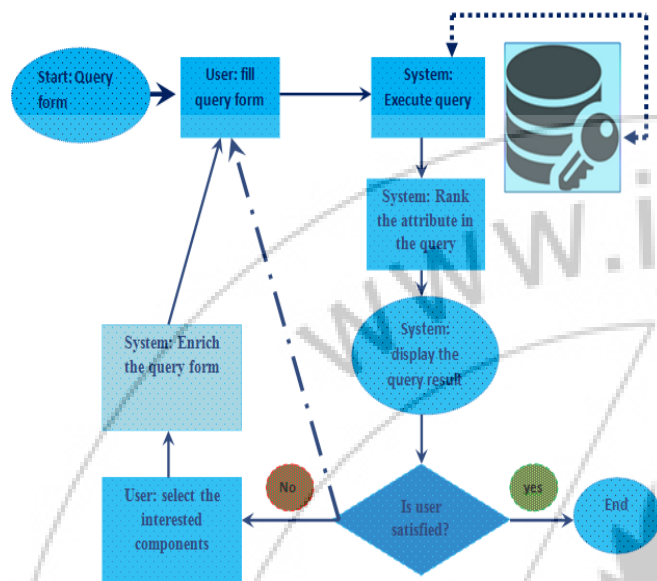 Start: Query
form
User: fill
query form
System:
Execute query
System: Rank
the attribute in
the query
System:
display the
query result
Is user
satisfied?
yes
End
No
User: select the
interested
components
System: Enrich
the query form
www.i